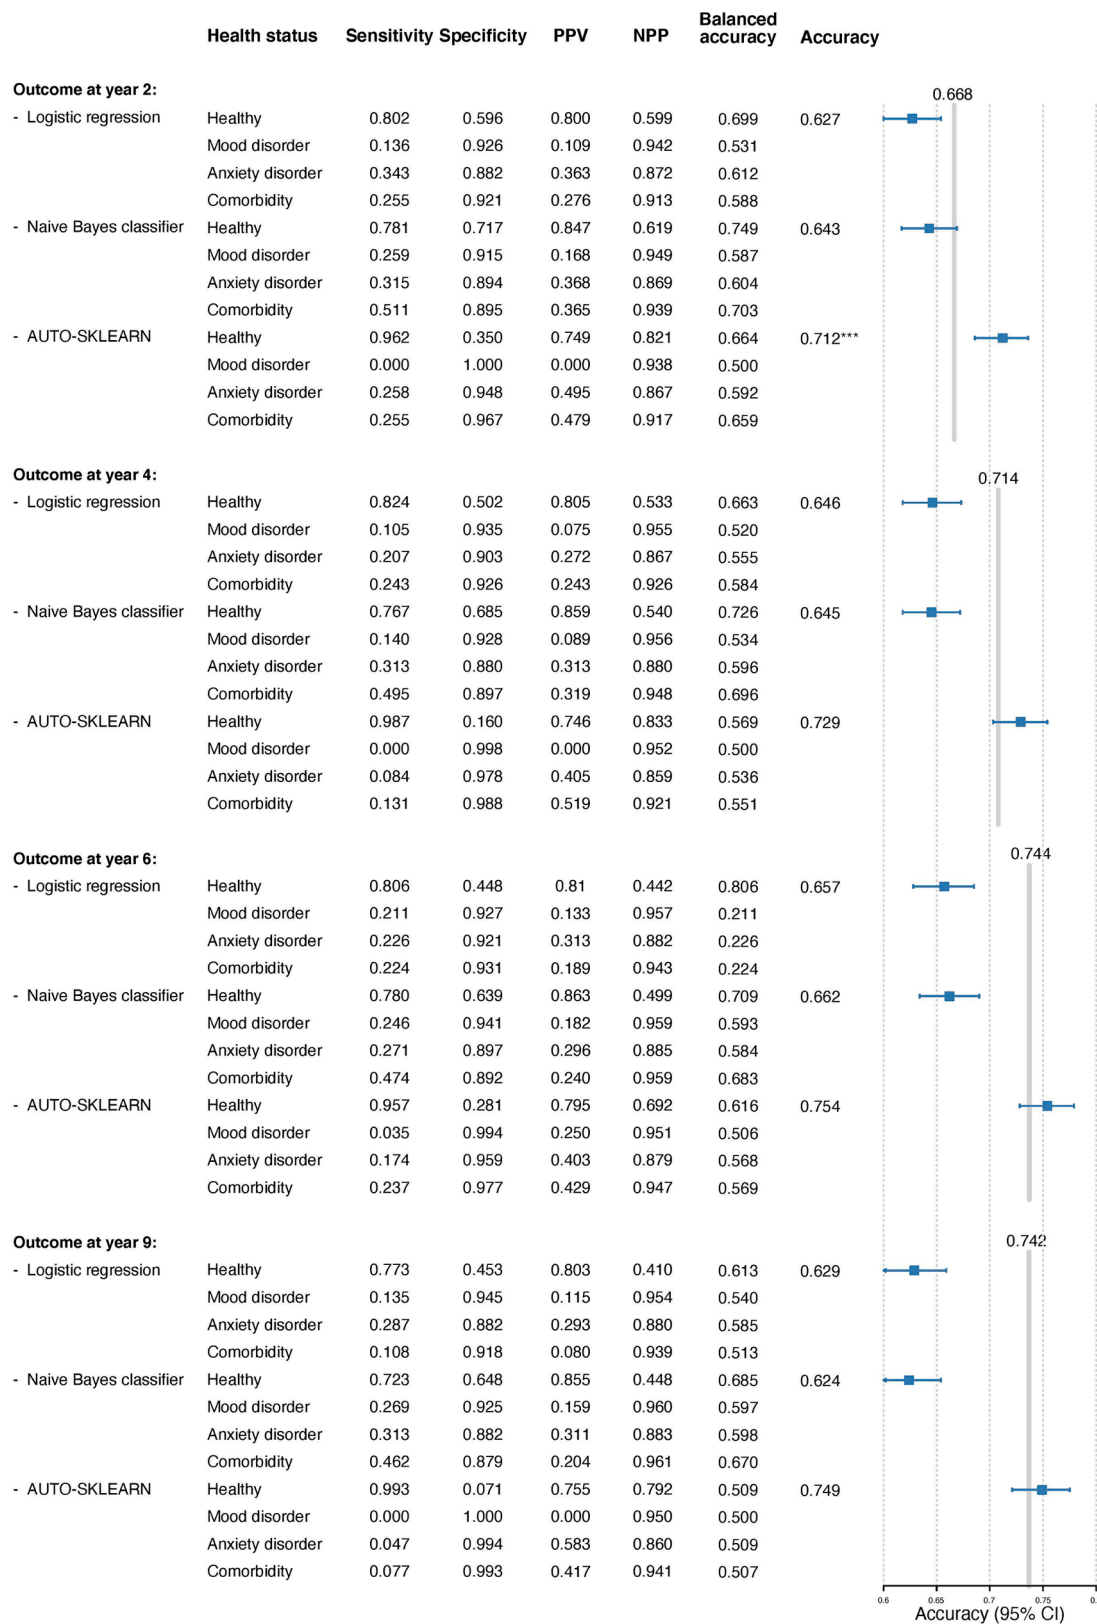 Health status Sensitivity Specificity PPV NPP Balanced accuracy Accuracy
Outcome at year 2:
0.668
- Logistic regression Healthy 0.802 0.596 0.800 0.599 0.699 0.627
Mood disorder 0.136 0.926 0.109 0.942 0.531
Anxiety disorder 0.343 0.882 0.363 0.872 0.612
Comorbidity 0.255 0.921 0.276 0.913 0.588
- Naive Bayes classifier Healthy 0.781 0.717 0.847 0.619 0.749 0.643
Mood disorder 0.259 0.915 0.168 0.949 0.587
Anxiety disorder 0.315 0.894 0.368 0.869 0.604
Comorbidity 0.511 0.895 0.365 0.939 0.703
- AUTO-SKLEARN Healthy 0.962 0.350 0.749 0.821 0.664 0.712***
Mood disorder 0.000 1.000 0.000 0.938 0.500
Anxiety disorder 0.258 0.948 0.495 0.867 0.592
Comorbidity 0.255 0.967 0.479 0.917 0.659
Outcome at year 4:
0.714
- Logistic regression Healthy 0.824 0.502 0.805 0.533 0.663 0.646
Mood disorder 0.105 0.935 0.075 0.955 0.520
Anxiety disorder 0.207 0.903 0.272 0.867 0.555
Comorbidity 0.243 0.926 0.243 0.926 0.584
- Naive Bayes classifier Healthy 0.767 0.685 0.859 0.540 0.726 0.645
Mood disorder 0.140 0.928 0.089 0.956 0.534
Anxiety disorder 0.313 0.880 0.313 0.880 0.596
Comorbidity 0.495 0.897 0.319 0.948 0.696
- AUTO-SKLEARN Healthy 0.987 0.160 0.746 0.833 0.569 0.729
Mood disorder 0.000 0.998 0.000 0.952 0.500
Anxiety disorder 0.084 0.978 0.405 0.859 0.536
Comorbidity 0.131 0.988 0.519 0.921 0.551
Outcome at year 6:
0.744
- Logistic regression Healthy 0.806 0.448 0.81 0.442 0.806 0.657
Mood disorder 0.211 0.927 0.133 0.957 0.211
Anxiety disorder 0.226 0.921 0.313 0.882 0.226
Comorbidity 0.224 0.931 0.189 0.943 0.224
- Naive Bayes classifier Healthy 0.780 0.639 0.863 0.499 0.709 0.662
Mood disorder 0.246 0.941 0.182 0.959 0.593
Anxiety disorder 0.271 0.897 0.296 0.885 0.584
Comorbidity 0.474 0.892 0.240 0.959 0.683
- AUTO-SKLEARN Healthy 0.957 0.281 0.795 0.692 0.616 0.754
Mood disorder 0.035 0.994 0.250 0.951 0.506
Anxiety disorder 0.174 0.959 0.403 0.879 0.568
Comorbidity 0.237 0.977 0.429 0.947 0.569
Outcome at year 9:
0.742
- Logistic regression Healthy 0.773 0.453 0.803 0.410 0.613 0.629
Mood disorder 0.135 0.945 0.115 0.954 0.540
Anxiety disorder 0.287 0.882 0.293 0.880 0.585
Comorbidity 0.108 0.918 0.080 0.939 0.513
- Naive Bayes classifier Healthy 0.723 0.648 0.855 0.448 0.685 0.624
Mood disorder 0.269 0.925 0.159 0.960 0.597
Anxiety disorder 0.313 0.882 0.311 0.883 0.598
Comorbidity 0.462 0.879 0.204 0.961 0.670
- AUTO-SKLEARN Healthy 0.993 0.071 0.755 0.792 0.509 0.749
Mood disorder 0.000 1.000 0.000 0.950 0.500
Anxiety disorder 0.047 0.994 0.583 0.860 0.509
Comorbidity 0.077 0.993 0.417 0.941 0.507
0.6 0.65 0.7 0.75
Accuracy (95% CI)